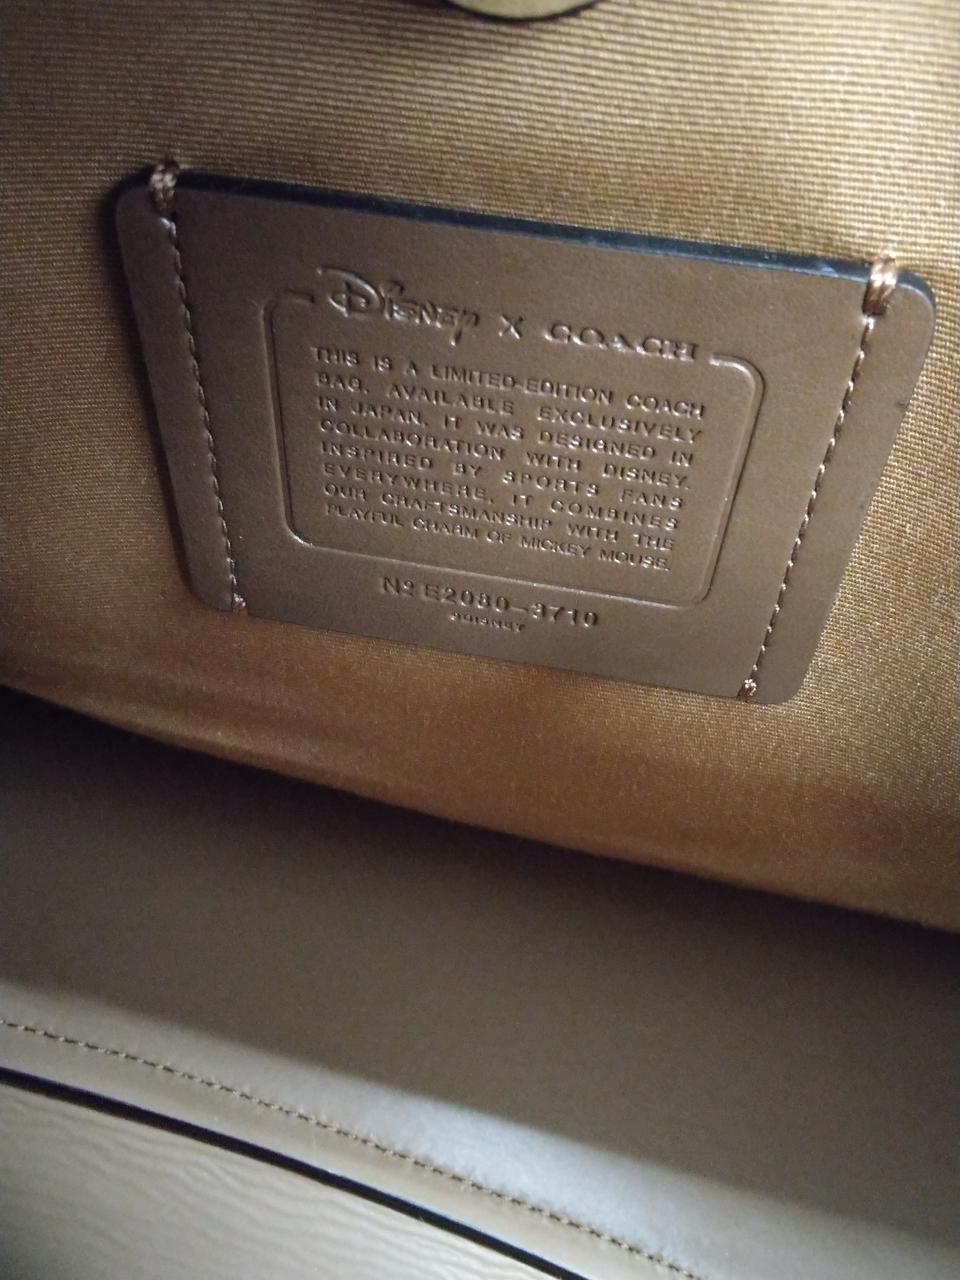 Disney X COACH
THIS IS A LIMITED-EDITION COACH
BAG, AVAILABLE EXCLUSIVELY
IN JAPAN. IT WAS DESIGNED IN
COLLABORATION WITH DISNEY.
INSPIRED BY SPORTS FANS
EVERYWHERE, IT COMBINES
OUR CRAFTSMANSHIP WITH THE
PLAYFUL CHARM OF MICKEY MOUSE.
Nº E2080-3710
©DISNEY